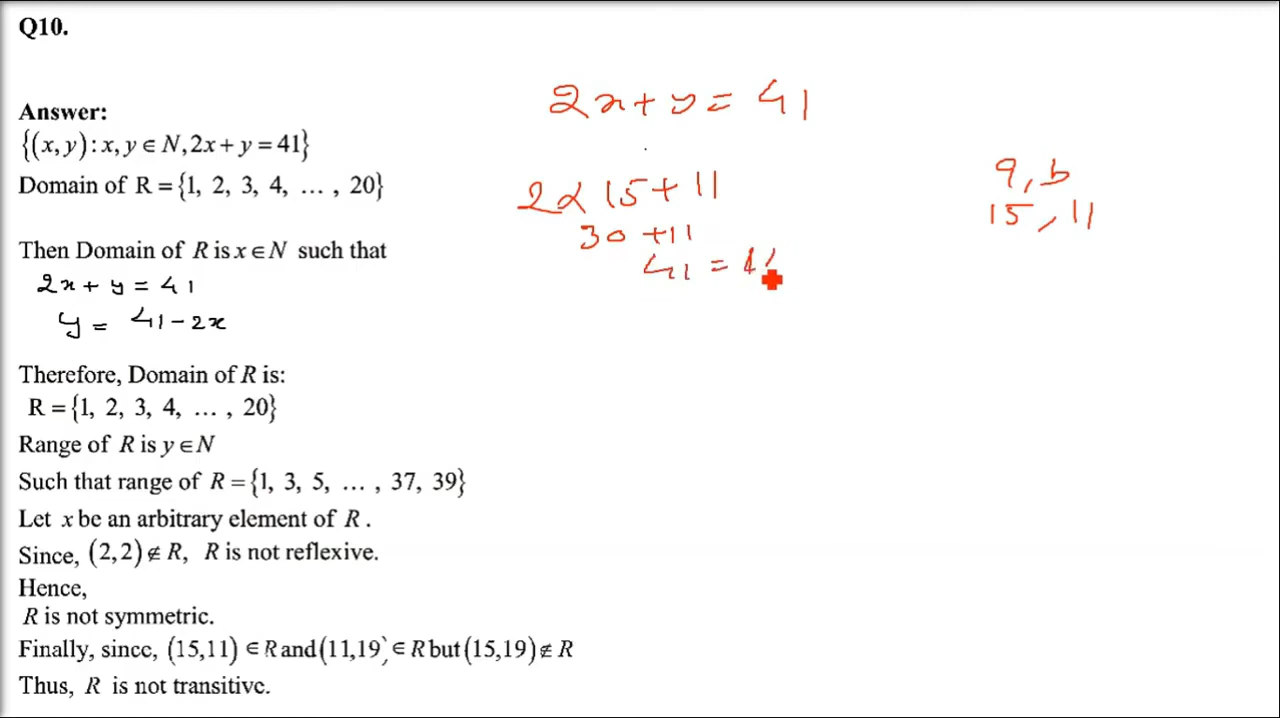 Q10.
Answer:
{(x, y) : x, y ∈ N, 2x + y = 41}
Domain of R = {1, 2, 3, 4, … , 20}
Then Domain of R is x ∈ N such that
2x + y = 41
y = 41 - 2x
Therefore, Domain of R is:
R = {1, 2, 3, 4, … , 20}
Range of R is y ∈ N
Such that range of R = {1, 3, 5, … , 37, 39}
Let x be an arbitrary element of R .
Since, (2,2) ∉ R, R is not reflexive.
Hence,
R is not symmetric.
Finally, since, (15,11) ∈ R and (11,19) ∈ R but (15,19) ∉ R
Thus, R is not transitive.
2x + y = 41
2 × 15 + 11
30 + 11
41 =
a, b
15, 11